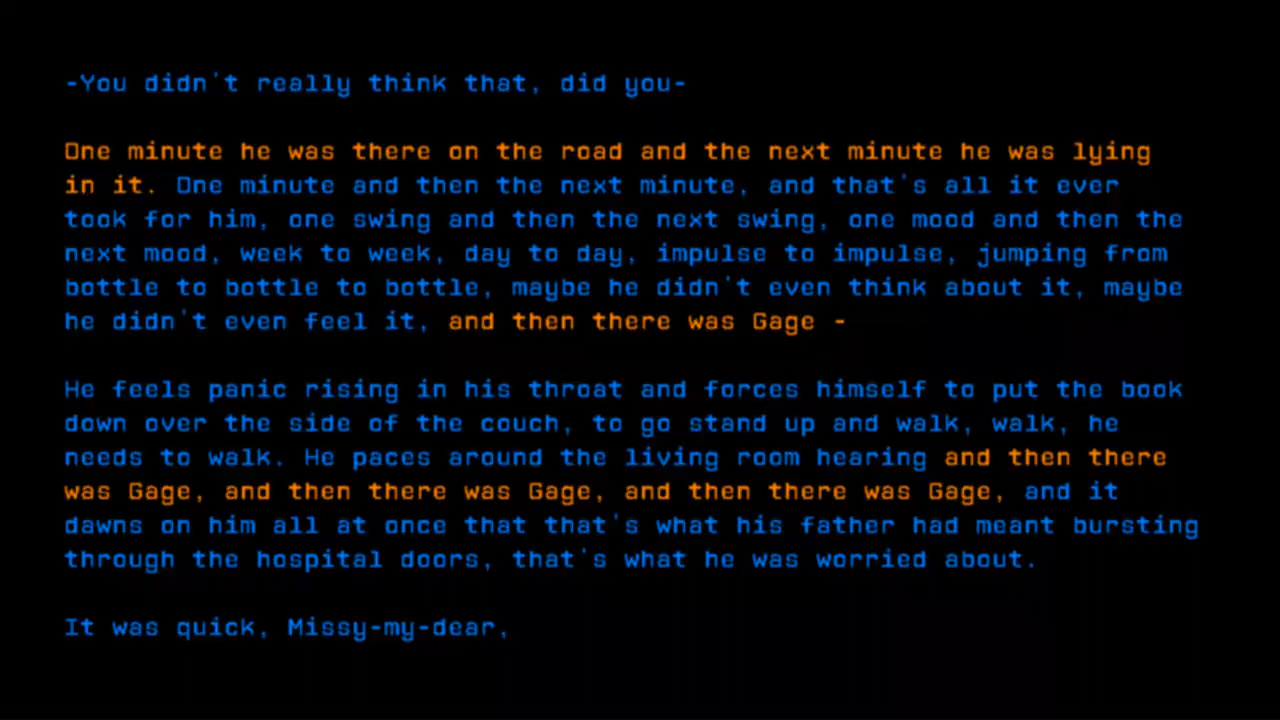 -You didn't really think that, did you-
One minute he was there on the road and the next minute he was lying
in it. One minute and then the next minute, and that's all it ever
took for him, one swing and then the next swing, one mood and then the
next mood, week to week, day to day, impulse to impulse, jumping from
bottle to bottle to bottle, maybe he didn't even think about it, maybe
he didn't even feel it, and then there was Gage -
He feels panic rising in his throat and forces himself to put the book
down over the side of the couch, to go stand up and walk, walk, he
needs to walk. He paces around the living room hearing and then there
was Gage, and then there was Gage, and then there was Gage, and it
dawns on him all at once that that's what his father had meant bursting
through the hospital doors, that's what he was worried about.
It was quick, Missy-my-dear,